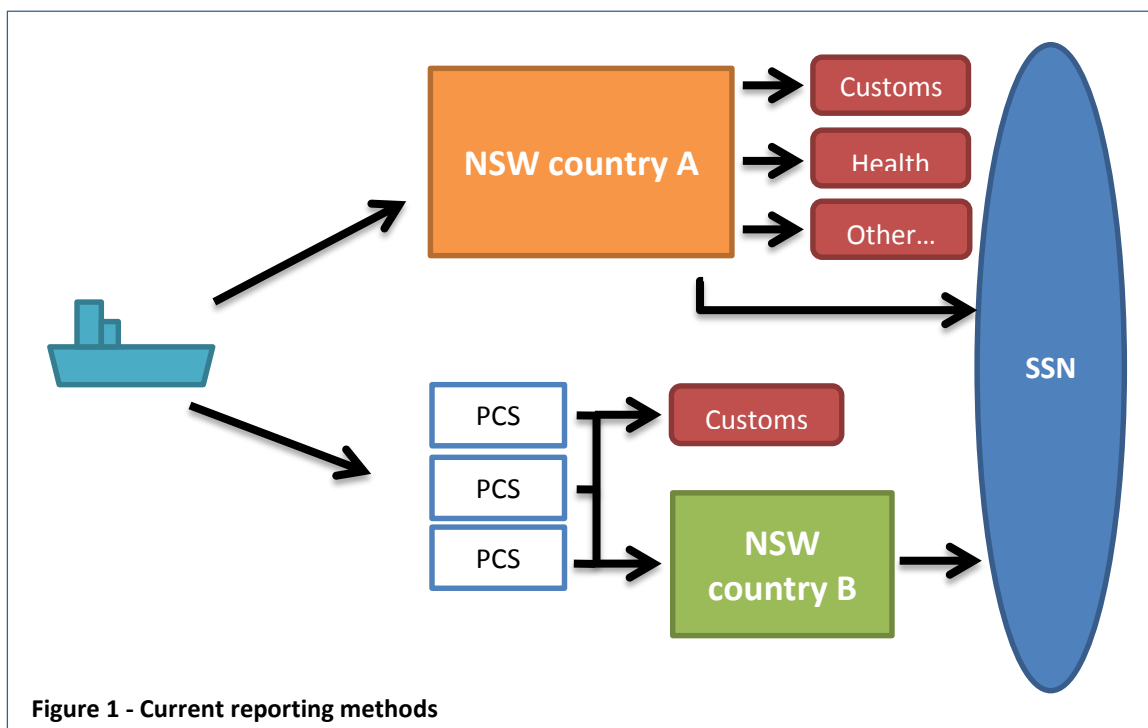 NSW country A
Customs
Health
Other...
SSN
PCS
PCS
PCS
Customs
NSW
country B
Figure 1 - Current reporting methods